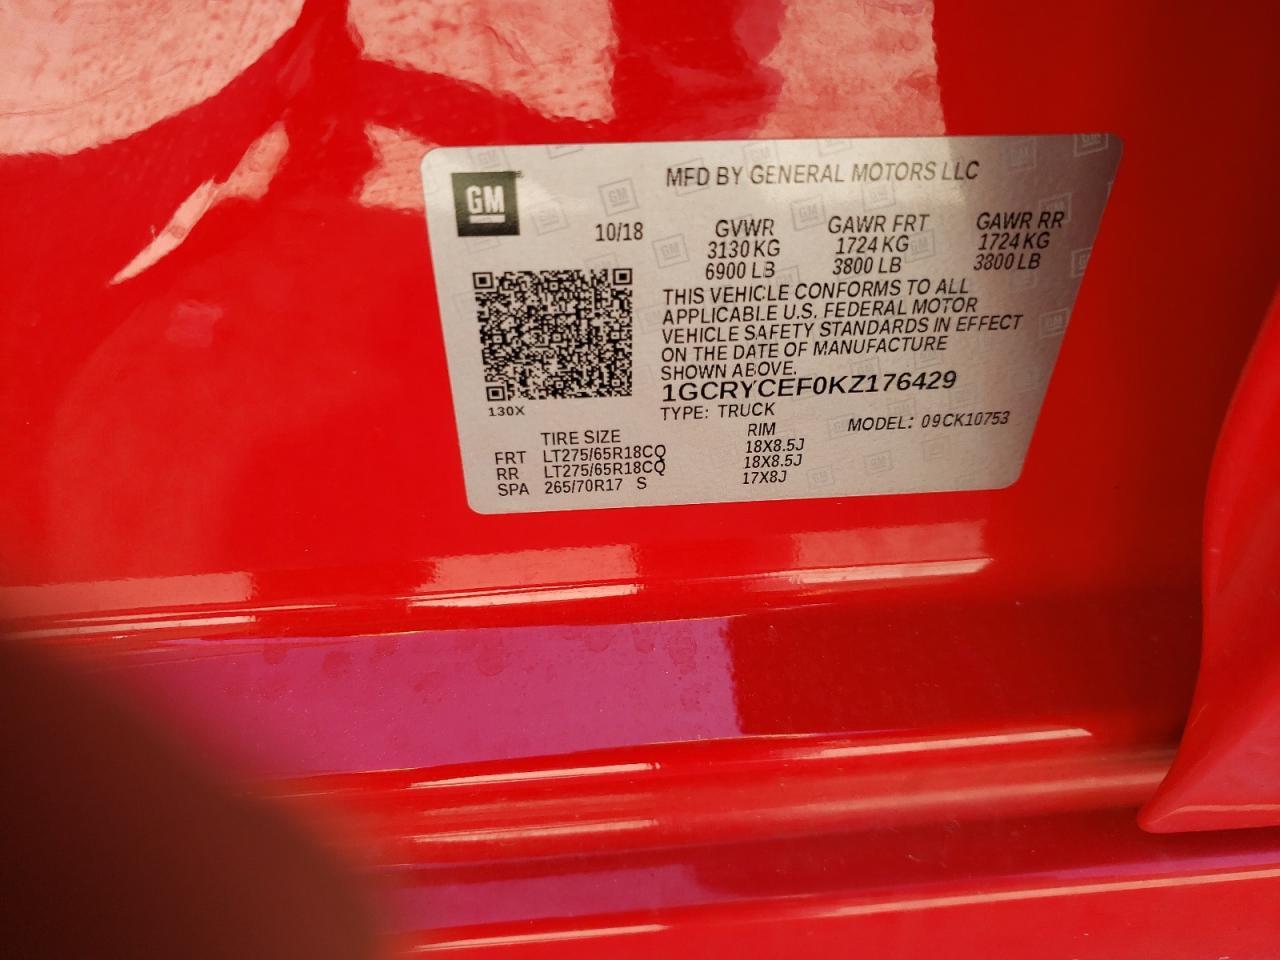 GM
MFD BY GENERAL MOTORS LLC
10/18
GVWR GAWR FRT GAWR RR
3130 KG 1724 KG 1724 KG
6900 LB 3800 LB 3800 LB
THIS VEHICLE CONFORMS TO ALL
APPLICABLE U.S. FEDERAL MOTOR
VEHICLE SAFETY STANDARDS IN EFFECT
ON THE DATE OF MANUFACTURE
SHOWN ABOVE.
1GCRYCEF0KZ176429
130X
TYPE: TRUCK MODEL: 09CK10753
TIRE SIZE RIM
FRT LT275/65R18CQ 18X8.5J
RR LT275/65R18CQ 18X8.5J
SPA 265/70R17 S 17X8J